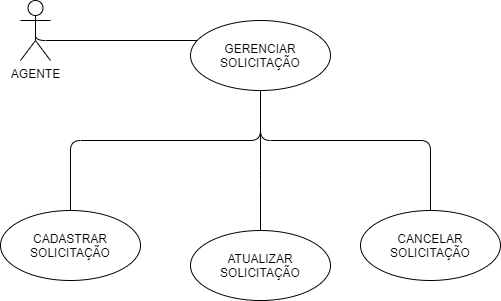 AGENTE
GERENCIAR
SOLICITAÇÃO
CADASTRAR
SOLICITAÇÃO
ATUALIZAR
SOLICITAÇÃO
CANCELAR
SOLICITAÇÃO